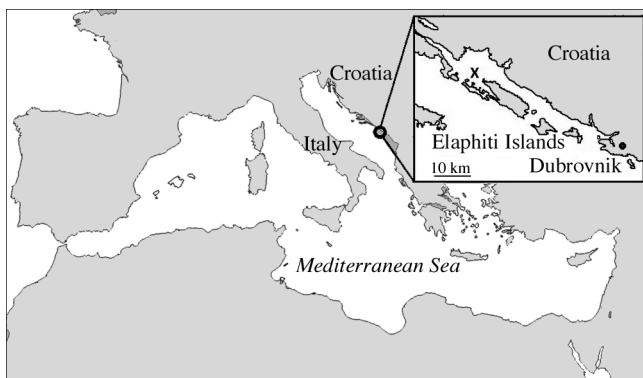 Croatia
Croatia
X
Italy
Elaphiti Islands
Dubrovnik
10 km
Mediterranean Sea